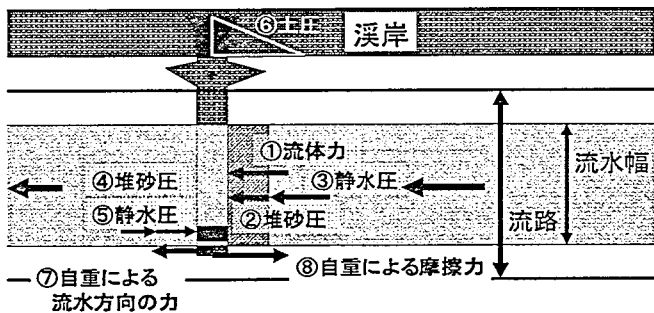 ⑥土圧
渓岸
①流体力
④堆砂圧
③静水圧
⑤静水圧
②堆砂圧
流水幅
流路
⑧自重による摩擦力
⑦自重による
流水方向の力